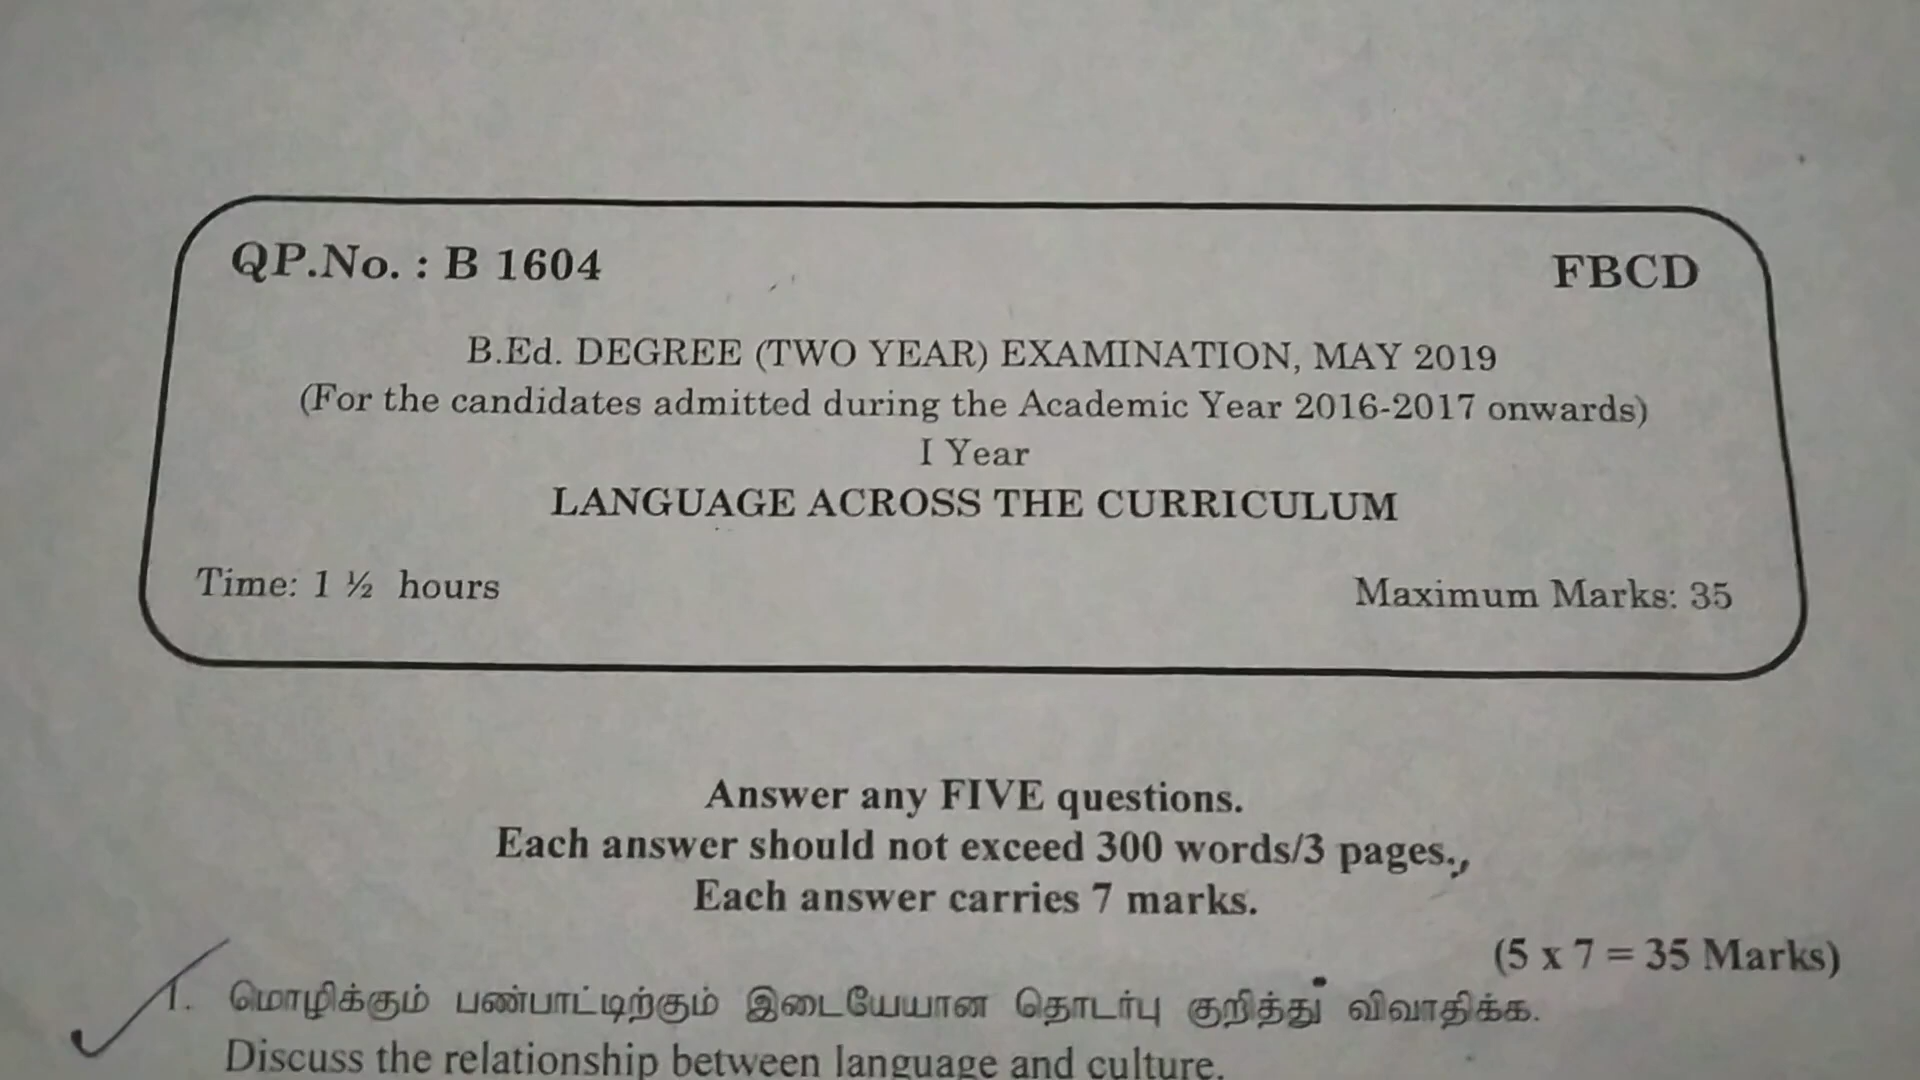 QP.No. : B 1604 FBCD
B.Ed. DEGREE (TWO YEAR) EXAMINATION, MAY 2019
(For the candidates admitted during the Academic Year 2016-2017 onwards)
I Year
LANGUAGE ACROSS THE CURRICULUM
Time: 1 ½ hours Maximum Marks: 35
Answer any FIVE questions.
Each answer should not exceed 300 words/3 pages.,
Each answer carries 7 marks.
(5 x 7 = 35 Marks)
1. மொழிக்கும் பண்பாட்டிற்கும் இடையேயான தொடர்பு குறித்து விவாதிக்க.
Discuss the relationship between language and culture.